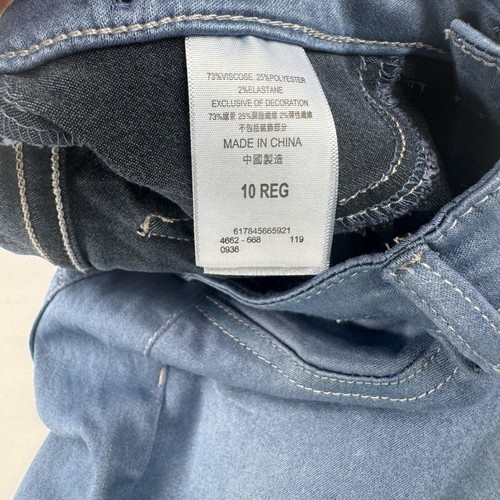 73%VISCOSE 25%POLYESTER
2%ELASTANE
EXCLUSIVE OF DECORATION
73%縲縈 25%聚酯纖維 2%彈性纖維
不包括裝飾部分
MADE IN CHINA
中國製造
10 REG
617845665921
4662 - 668 119
0936